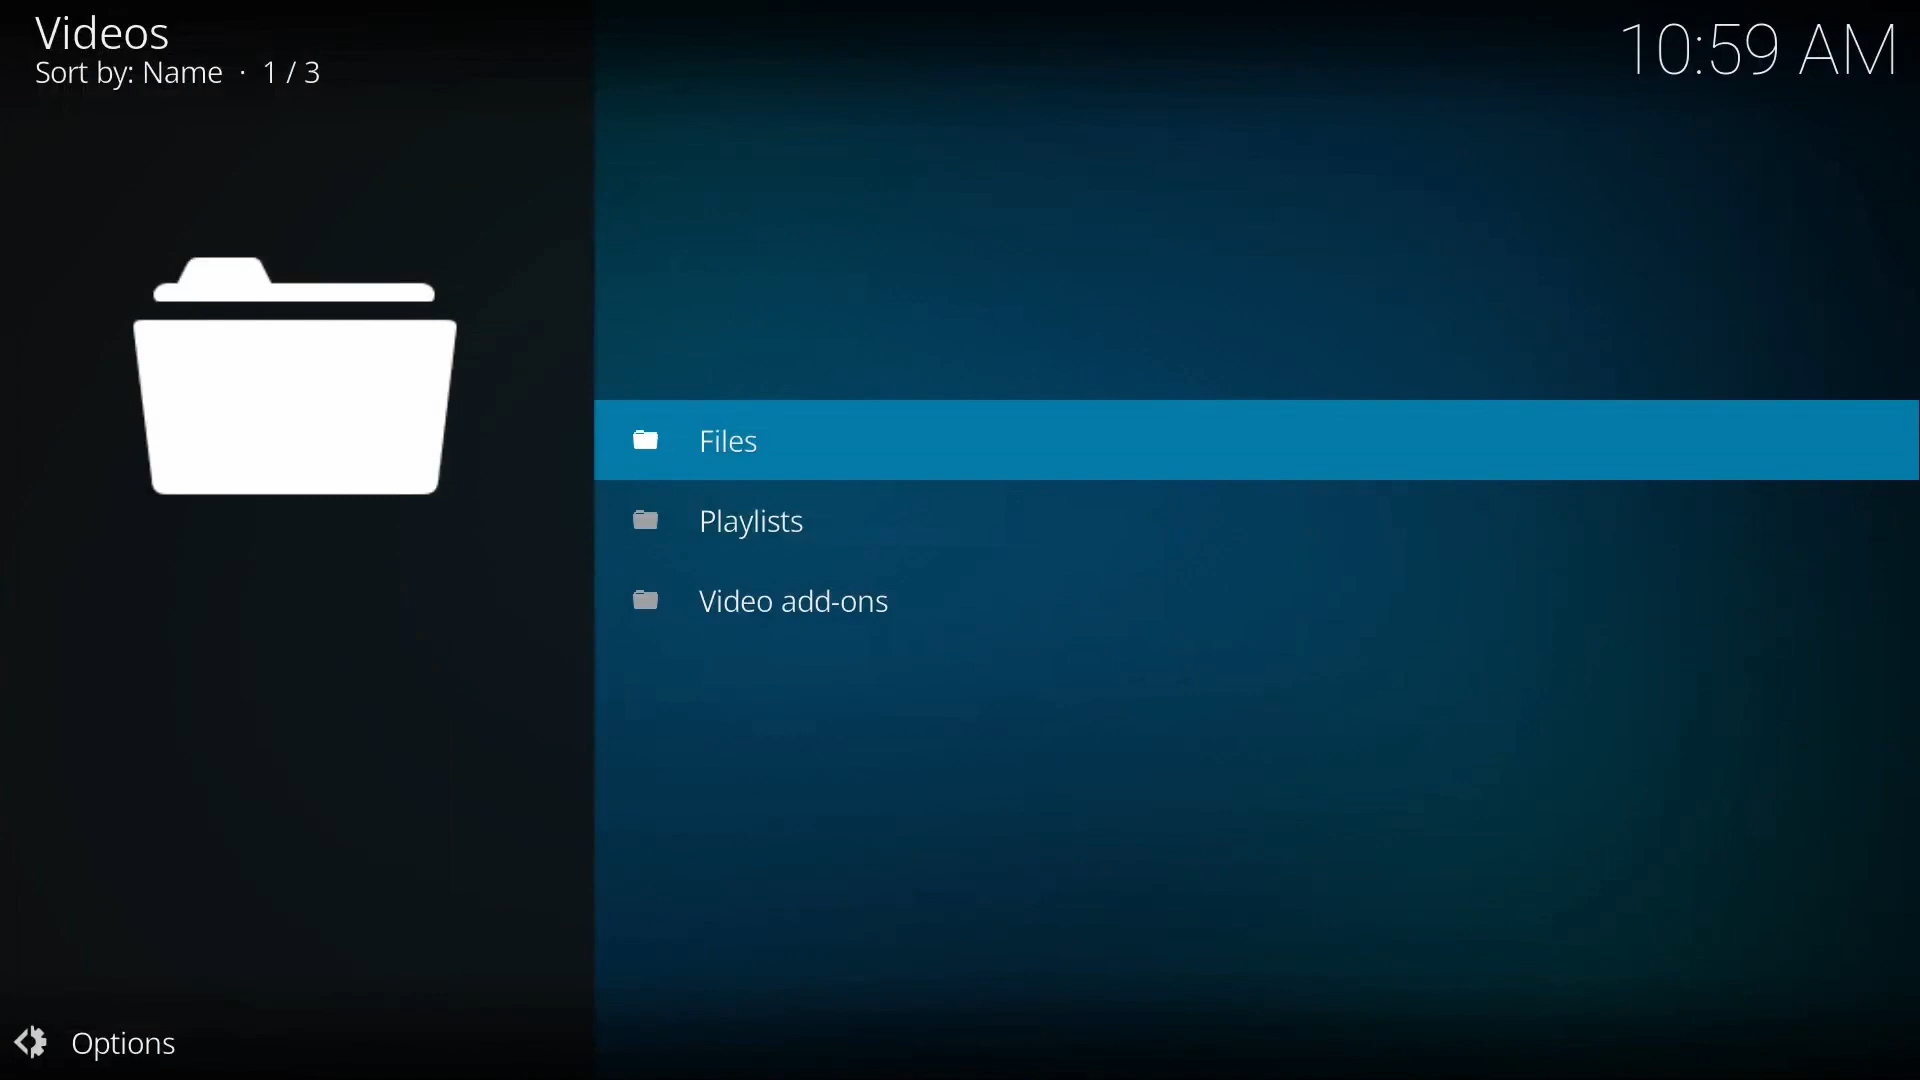 Videos
Sort by: Name · 1 / 3
10:59 AM
Files
Playlists
Video add-ons
Options